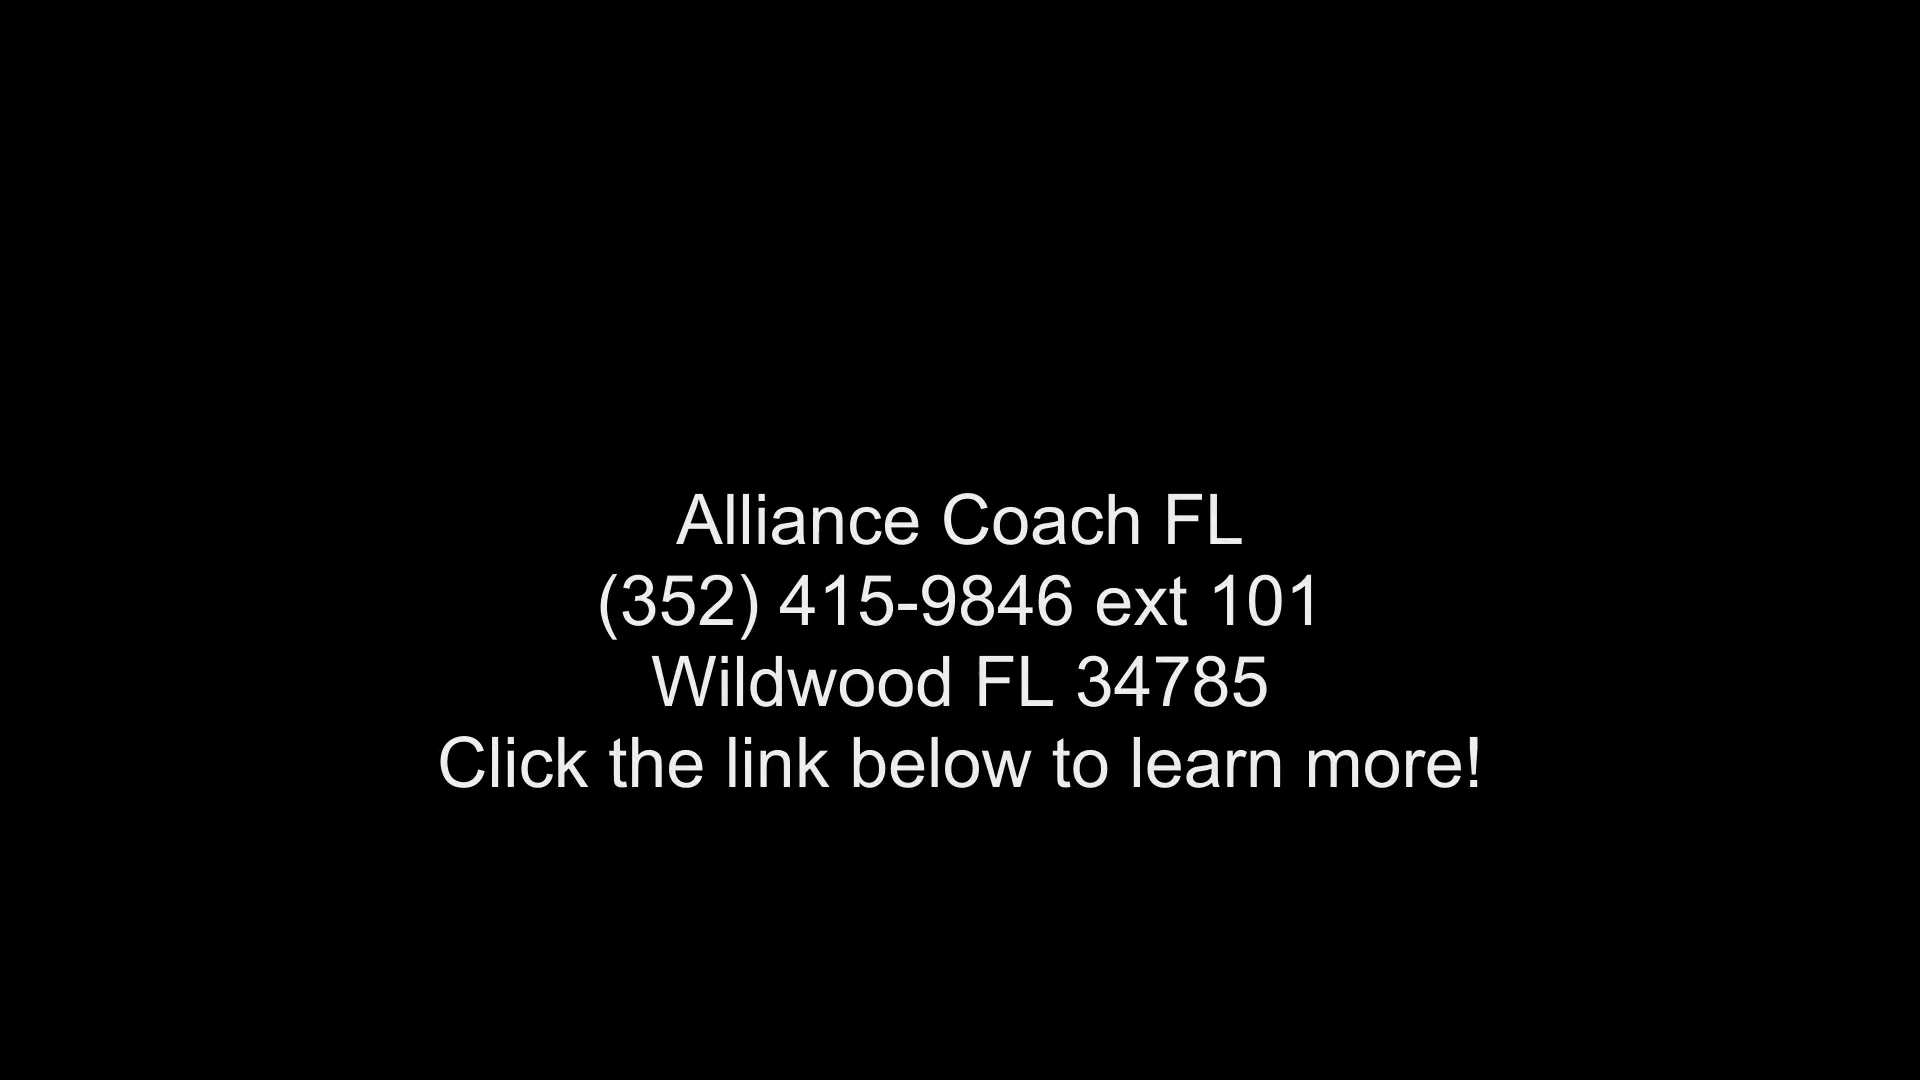 Alliance Coach FL
(352) 415-9846 ext 101
Wildwood FL 34785
Click the link below to learn more!